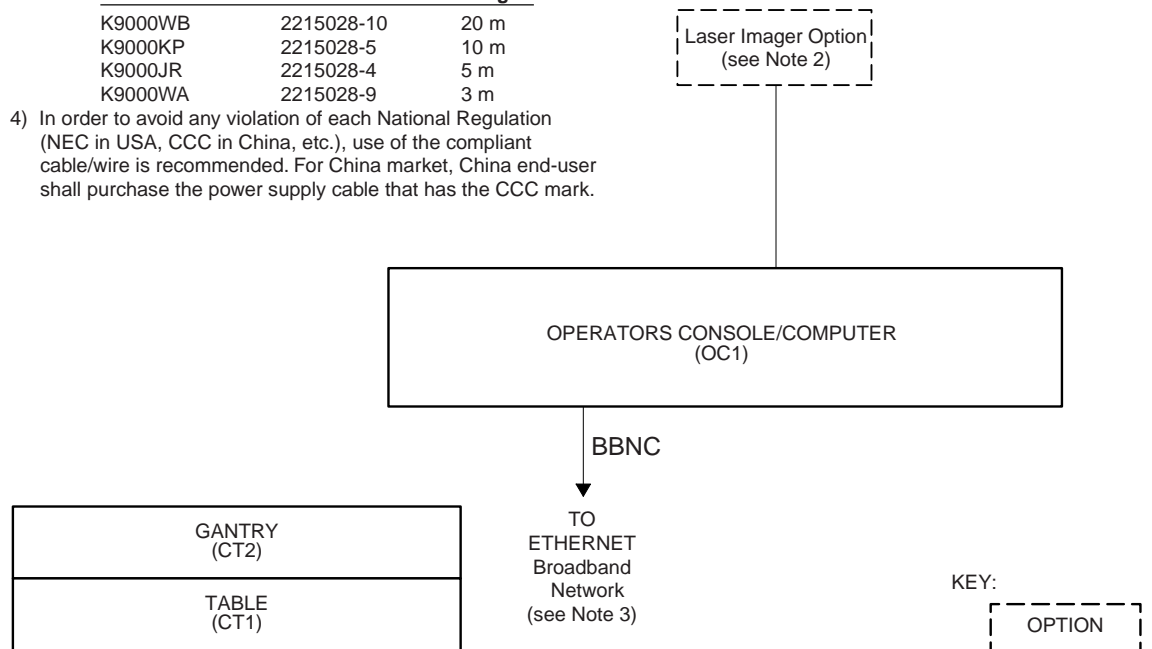 K9000WB 2215028-10 20 m
K9000KP 2215028-5 10 m
K9000JR 2215028-4 5 m
K9000WA 2215028-9 3 m
4) In order to avoid any violation of each National Regulation
(NEC in USA, CCC in China, etc.), use of the compliant
cable/wire is recommended. For China market, China end-user
shall purchase the power supply cable that has the CCC mark.
Laser Imager Option
(see Note 2)
OPERATORS CONSOLE/COMPUTER
(OC1)
BBNC
TO
ETHERNET
Broadband
Network
(see Note 3)
GANTRY
(CT2)
TABLE
(CT1)
KEY:
OPTION